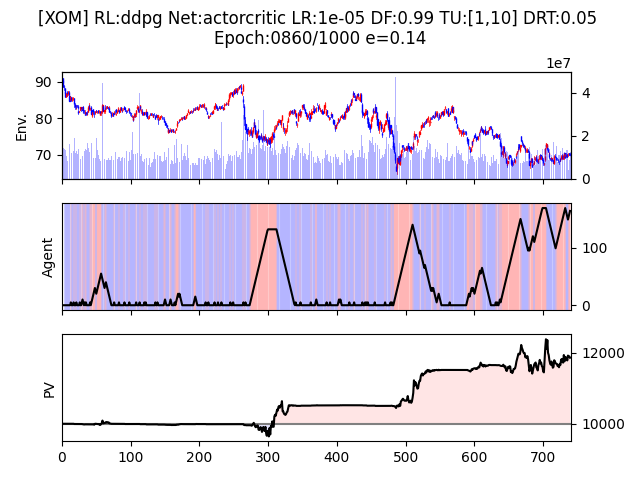 [XOM] RL:ddpg Net:actorcritic LR:1e-05 DF:0.99 TU:[1,10] DRT:0.05
Epoch:0860/1000 e=0.14
1e7
90
80
70
Env.
4
2
0
Agent
100
0
PV
12000
10000
0 100 200 300 400 500 600 700